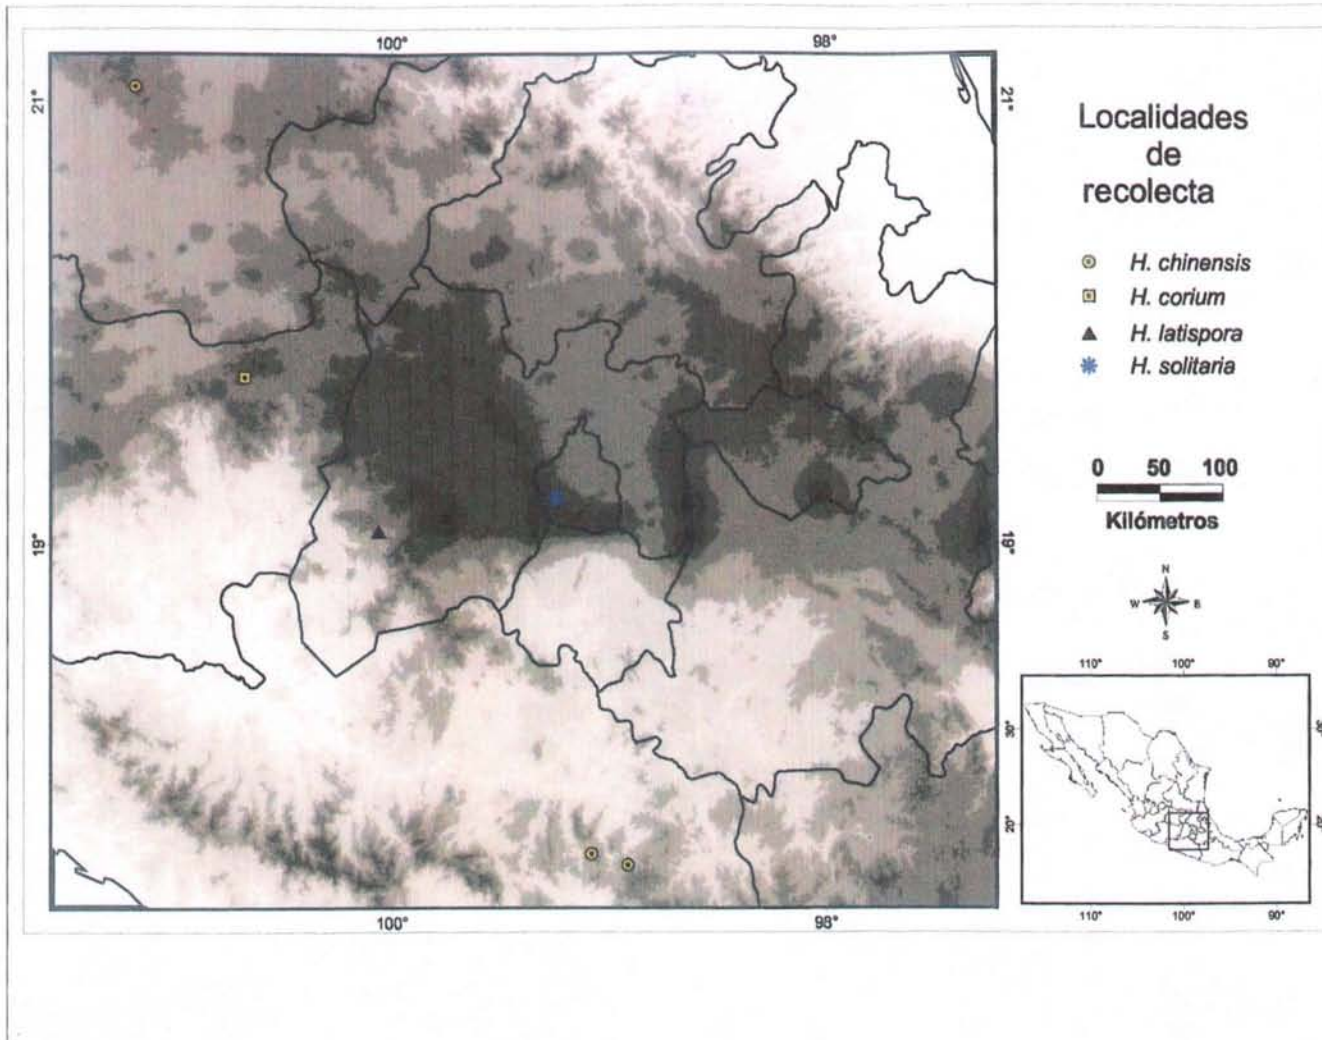 100°
98°
21°
21°
19°
19°
100°
98°
Localidades
de
recolecta
H. chinensis
H. corium
H. latispora
H. solitaria
0 50 100
Kilómetros
N
W E
S
110° 100° 90°
30°
20°
110° 100° 90°